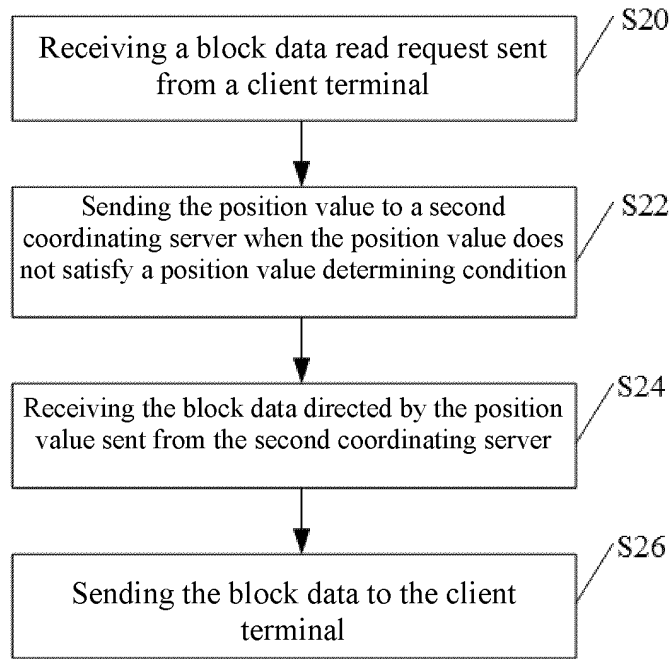 S20
Receiving a block data read request sent
from a client terminal
S22
Sending the position value to a second
coordinating server when the position value does
not satisfy a position value determining condition
S24
Receiving the block data directed by the position
value sent from the second coordinating server
S26
Sending the block data to the client
terminal